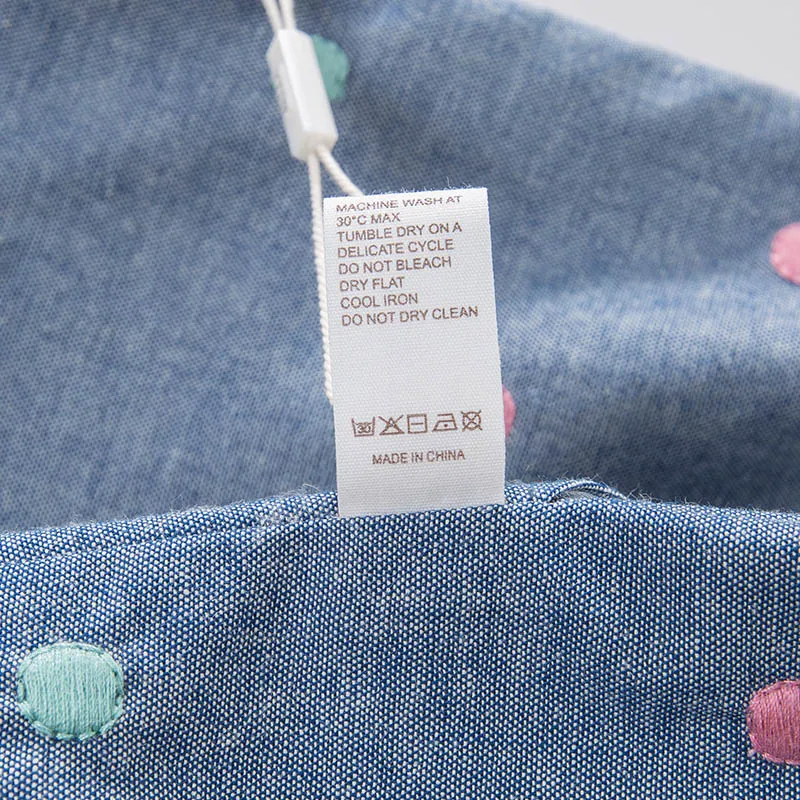 MACHINE WASH AT
30°C MAX
TUMBLE DRY ON A
DELICATE CYCLE
DO NOT BLEACH
DRY FLAT
COOL IRON
DO NOT DRY CLEAN
30
MADE IN CHINA